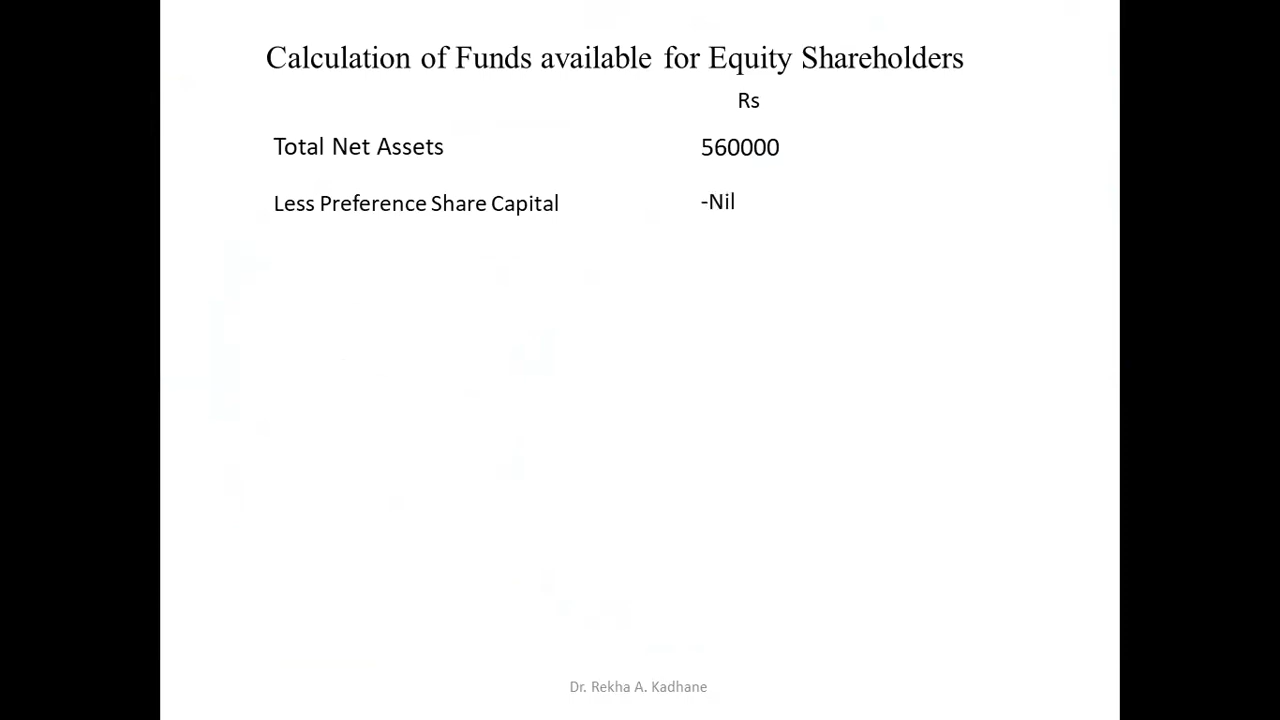 Calculation of Funds available for Equity Shareholders
Rs
Total Net Assets 560000
Less Preference Share Capital -Nil
Dr. Rekha A. Kadhane